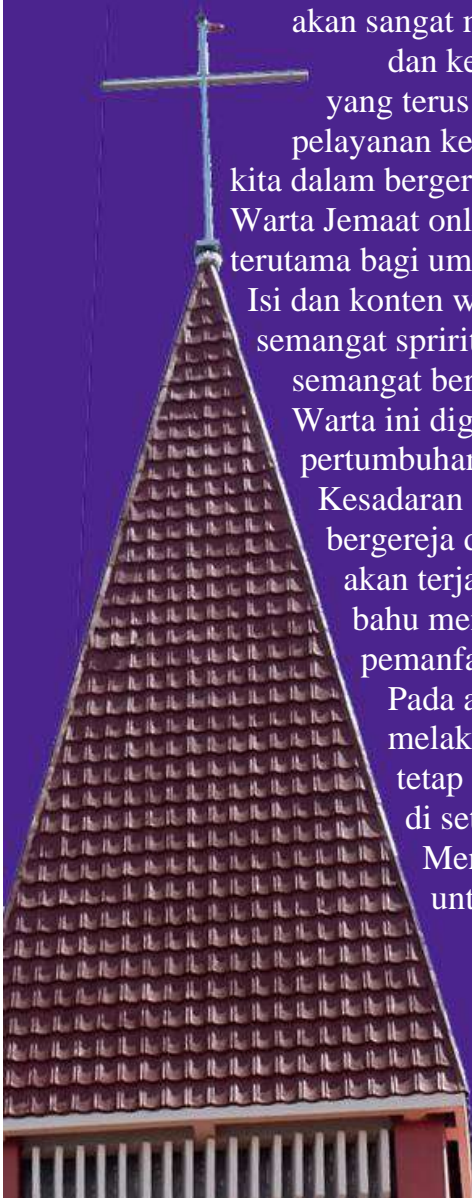 akan sangat m
dan ke
yang terus
pelayanan ke
kita dalam berger
Warta Jemaat onl
terutama bagi um
Isi dan konten w
semangat spririt
semangat ber
Warta ini dig
pertumbuhan
Kesadaran
bergereja d
akan terja
bahu me
pemanfa
Pada a
melak
tetap
di se
Me
unt